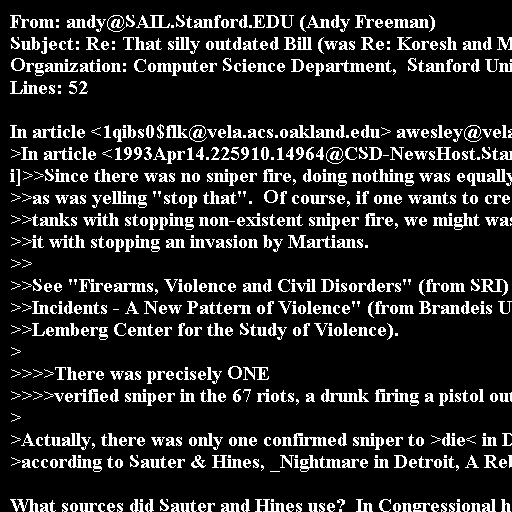 From: andy@SAIL.Stanford.EDU (Andy Freeman)
Subject: Re: That silly outdated Bill (was Re: Koresh and M
Organization: Computer Science Department,  Stanford Uni
Lines: 52

In article <1qibs0$flk@vela.acs.oakland.edu> awesley@vela
>In article <1993Apr14.225910.14964@CSD-NewsHost.Star
i]>>Since there was no sniper fire, doing nothing was equally
>>as was yelling "stop that".  Of course, if one wants to cre
>>tanks with stopping non-existent sniper fire, we might was
>>it with stopping an invasion by Martians.
>>
>>See "Firearms, Violence and Civil Disorders" (from SRI)
>>Incidents - A New Pattern of Violence" (from Brandeis U
>>Lemberg Center for the Study of Violence).
>
>>>>There was precisely ONE
>>>>verified sniper in the 67 riots, a drunk firing a pistol out
>
>Actually, there was only one confirmed sniper to >die< in D
>according to Sauter & Hines, _Nightmare in Detroit, A Reb

What sources did Sauter and Hines use?  In Congressional h